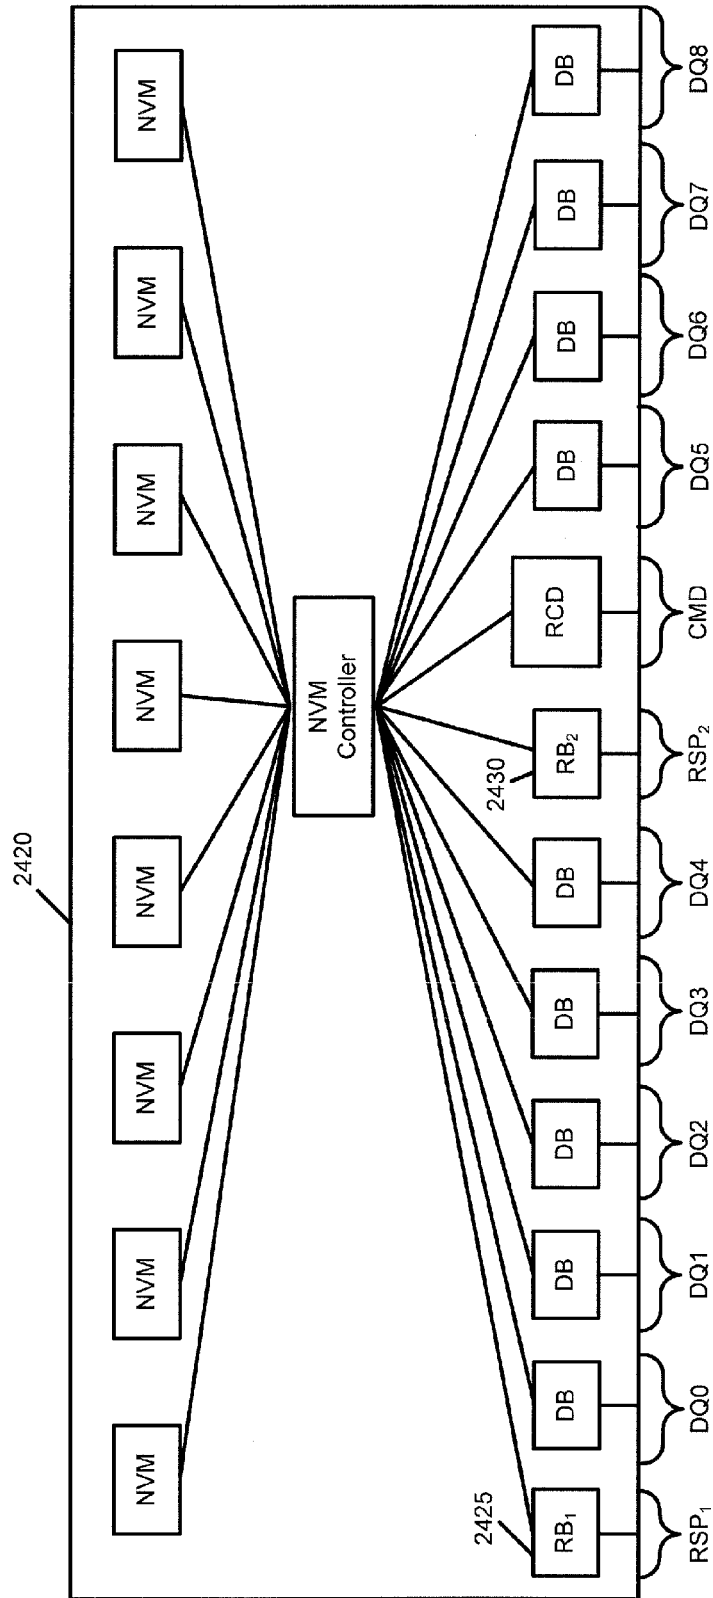 2420
NVM
NVM
NVM
NVM
NVM
NVM
NVM
NVM
NVM
Controller
2425
2430
RB₁
DB
DB
DB
DB
DB
RB₂
RCD
DB
DB
DB
DB
RSP₁
DQ0
DQ1
DQ2
DQ3
DQ4
RSP₂
CMD
DQ5
DQ6
DQ7
DQ8